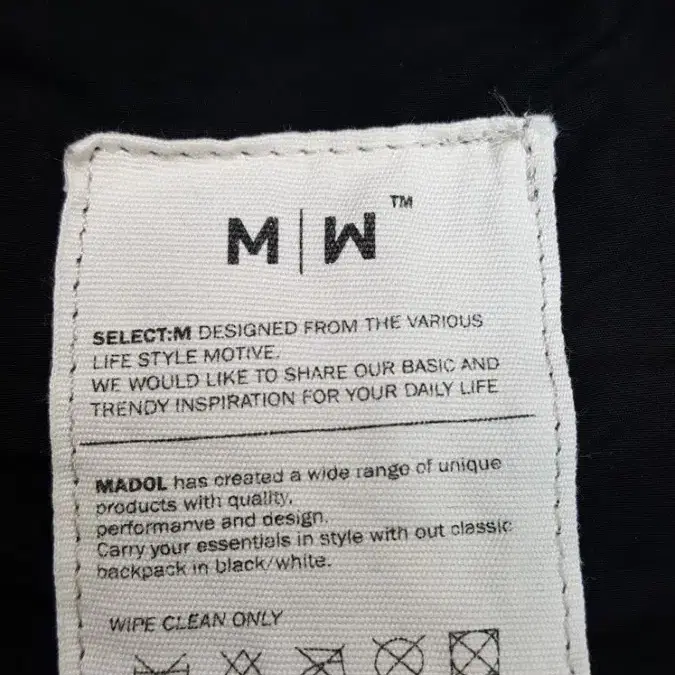 M | W ™
SELECT:M DESIGNED FROM THE VARIOUS
LIFE STYLE MOTIVE.
WE WOULD LIKE TO SHARE OUR BASIC AND
TRENDY INSPIRATION FOR YOUR DAILY LIFE
MADOL has created a wide range of unique
products with quality,
performanve and design.
Carry your essentials in style with out classic
backpack in black/white.
WIPE CLEAN ONLY